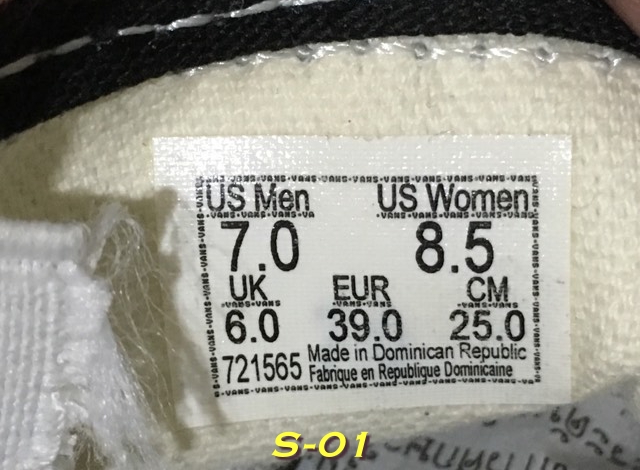 US Men US Women
7.0 8.5
UK EUR CM
6.0 39.0 25.0
721565 Made in Dominican Republic
Fabrique en Republique Dominicaine
S-01